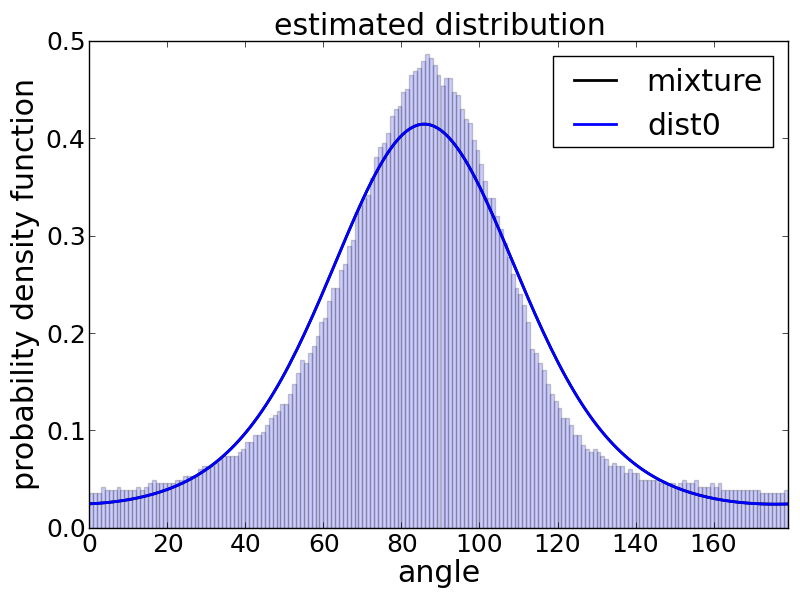 estimated distribution
mixture
dist0
probability density function
0.5
0.4
0.3
0.2
0.1
0.0
0 20 40 60 80 100 120 140 160
angle